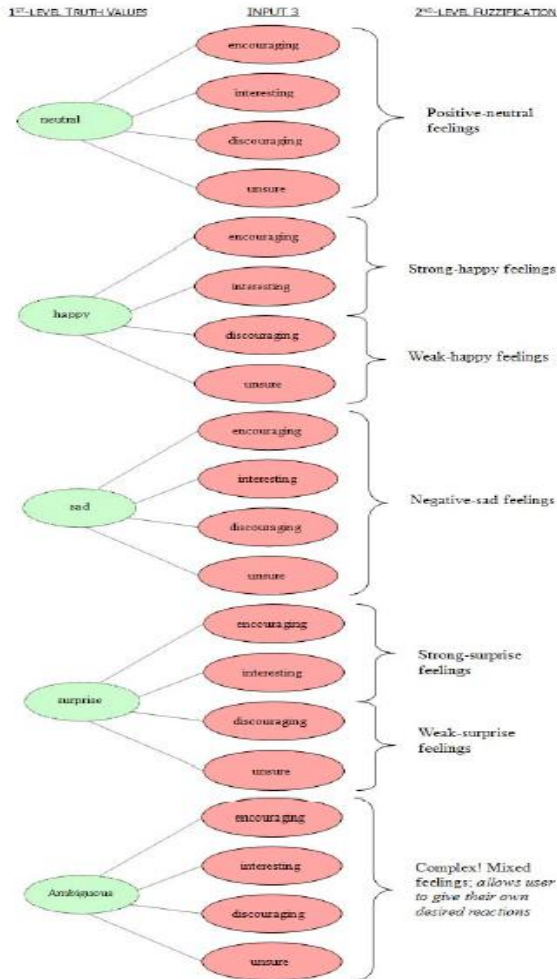 1ST-LEVEL TRUTH VALUES
INPUT 3
2ND-LEVEL FUZZIFICATION
neutral
encouraging
interesting
discouraging
unsure
Positive-neutral
feelings
happy
encouraging
interesting
discouraging
unsure
Strong-happy feelings
Weak-happy feelings
sad
encouraging
interesting
discouraging
unsure
Negative-sad feelings
surprise
encouraging
interesting
discouraging
unsure
Strong-surprise
feelings
Weak-surprise
feelings
Ambiguous
encouraging
interesting
discouraging
unsure
Complex! Mixed
feelings; allows user
to give their own
desired reactions